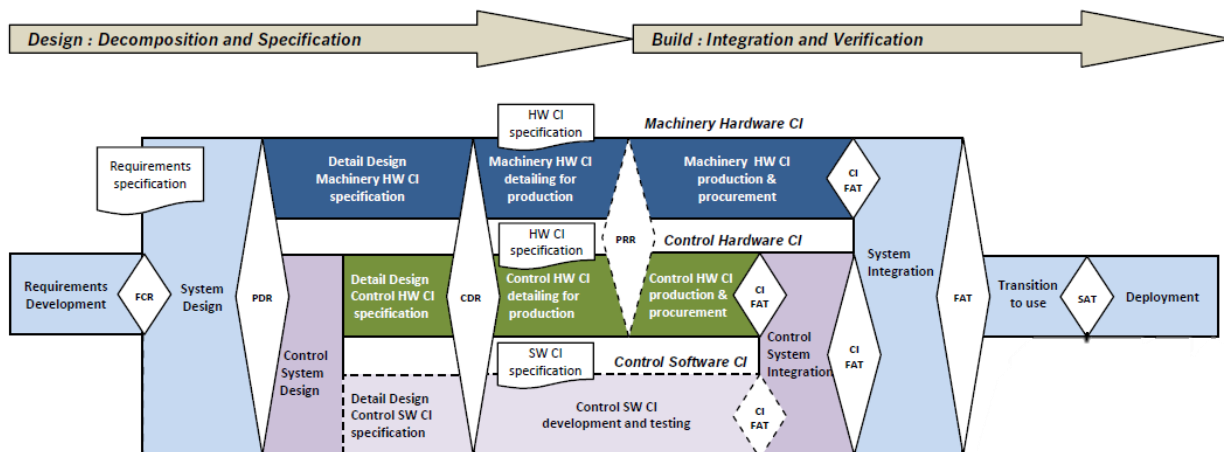 Design : Decomposition and Specification
Build : Integration and Verification
HW CI
specification
Machinery Hardware CI
Requirements
specification
Detail Design
Machinery HW CI
specification
Machinery HW CI
detailing for
production
Machinery HW CI
production &
procurement
CI
FAT
HW CI
specification
PRR
Control Hardware CI
Requirements
Development
FCR
System
Design
PDR
Detail Design
Control HW CI
specification
CDR
Control HW CI
detailing for
production
Control HW CI
production &
procurement
CI
FAT
System
Integration
FAT
Transition
to use
SAT
Deployment
Control
System
Design
SW CI
specification
Control Software CI
Control
System
Integration
CI
FAT
Detail Design
Control SW CI
specification
Control SW CI
development and testing
CI
FAT